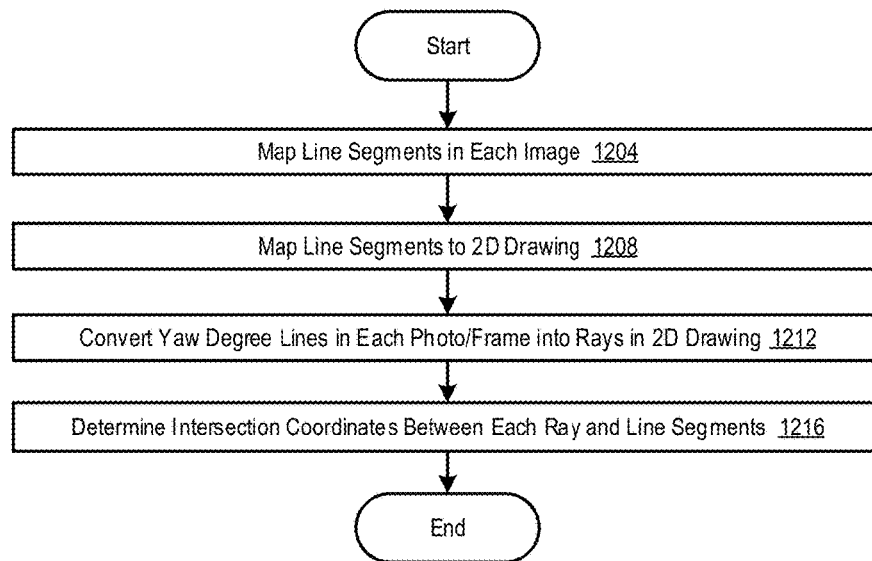 Start
Map Line Segments in Each Image 1204
Map Line Segments to 2D Drawing 1208
Convert Yaw Degree Lines in Each Photo/Frame into Rays in 2D Drawing 1212
Determine Intersection Coordinates Between Each Ray and Line Segments 1216
End